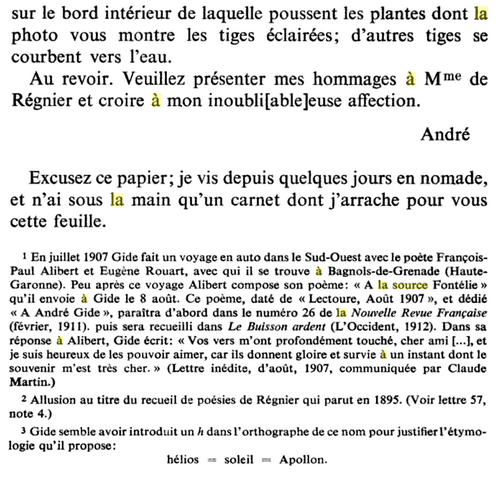 sur le bord intérieur de laquelle poussent les plantes dont la
photo vous montre les tiges éclairées; d'autres tiges se
courbent vers l'eau.
Au revoir. Veuillez présenter mes hommages à Mme de
Régnier et croire à mon inoubli[able]euse affection.
André
Excusez ce papier; je vis depuis quelques jours en nomade,
et n'ai sous la main qu'un carnet dont j'arrache pour vous
cette feuille.
1 En juillet 1907 Gide fait un voyage en auto dans le Sud-Ouest avec le poète François-
Paul Alibert et Eugène Rouart, avec qui il se trouve à Bagnols-de-Grenade (Haute-
Garonne). Peu après ce voyage Alibert compose son poème: « A la source Fontélie »
qu'il envoie à Gide le 8 août. Ce poème, daté de « Lectoure, Août 1907 », et dédié
« A André Gide », paraîtra d'abord dans le numéro 26 de la Nouvelle Revue Française
(février, 1911). puis sera recueilli dans Le Buisson ardent (L'Occident, 1912). Dans sa
réponse à Alibert, Gide écrit: « Vos vers m'ont profondément touché, cher ami [...], et
je suis heureux de les pouvoir aimer, car ils donnent gloire et survie à un instant dont le
souvenir m'est très cher. » (Lettre inédite, d'août, 1907, communiquée par Claude
Martin.)
2 Allusion au titre du recueil de poésies de Régnier qui parut en 1895. (Voir lettre 57,
note 4.)
3 Gide semble avoir introduit un h dans l'orthographe de ce nom pour justifier l'étymo-
logie qu'il propose:
hélios = soleil = Apollon.